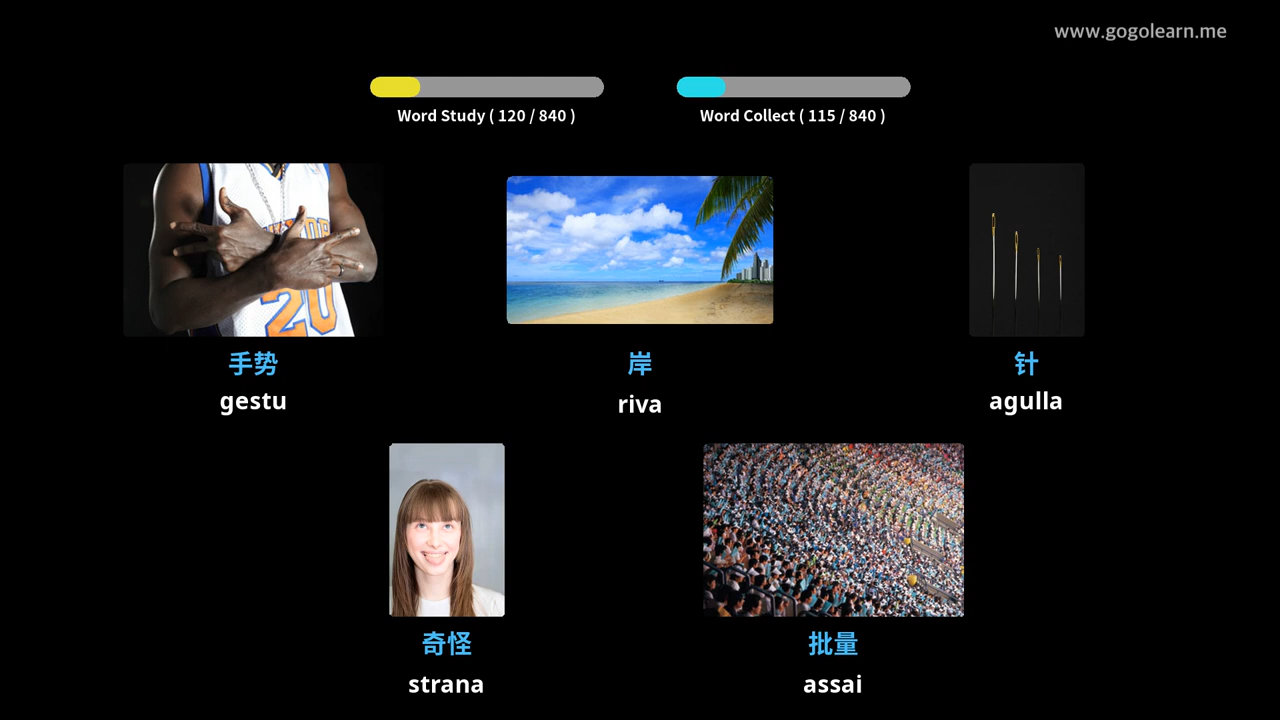 www.gogolearn.me
Word Study ( 120 / 840 )
Word Collect ( 115 / 840 )
20
手势
岸
针
gestu
riva
agulla
奇怪
批量
strana
assai